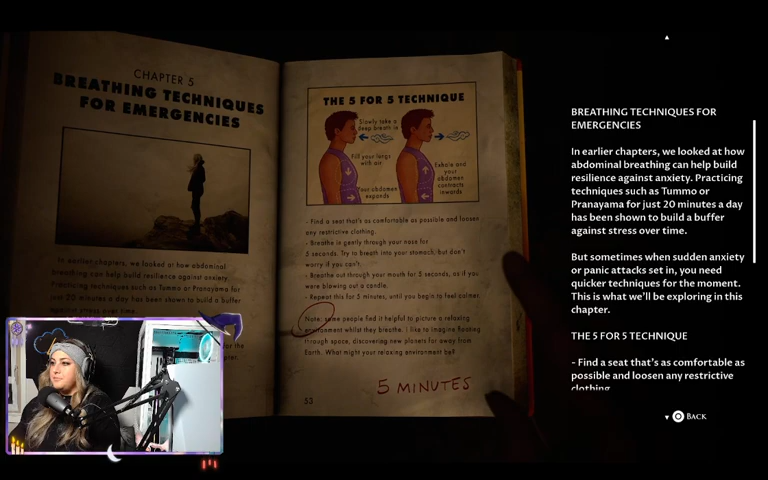 CHAPTER 5
BREATHING TECHNIQUES
FOR EMERGENCIES
In earlier chapters, we looked at how abdominal
breathing can help build resilience against anxiety.
Practicing techniques such as Tummo or Pranayama for
just 20 minutes a day has been shown to build a buffer
against stress over time.
for the
THE 5 FOR 5 TECHNIQUE
Slowly take a
deep breath in
Fill your lungs
with air
Your abdomen
expands
Exhale and
your
abdomen
contracts
inwards
- Find a seat that's as comfortable as possible and loosen
any restrictive clothing.
- Breathe is gently through your nose for
5 seconds. Try to breath into your stomach, but don't
worry if you can't.
- Breathe out through your mouth for 5 seconds, as if you
were blowing out a candle.
- Repeat this for 5 minutes, until you begin to feel calmer.
Note: some people find it helpful to picture a relaxing
environment whilst they breathe. I like to imagine floating
through space, discovering new planets far away from
Earth. What might your relaxing environment be?
5 MINUTES
53
BREATHING TECHNIQUES FOR
EMERGENCIES
In earlier chapters, we looked at how
abdominal breathing can help build
resilience against anxiety. Practicing
techniques such as Tummo or
Pranayama for just 20 minutes a day
has been shown to build a buffer
against stress over time.
But sometimes when sudden anxiety
or panic attacks set in, you need
quicker techniques for the moment.
This is what we'll be exploring in this
chapter.
THE 5 FOR 5 TECHNIQUE
- Find a seat that's as comfortable as
possible and loosen any restrictive
clothing.
BACK